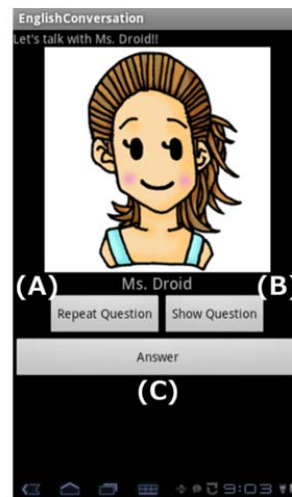 EnglishConversation
Let's talk with Ms. Droid!!
Ms. Droid
(A) (B)
Repeat Question Show Question
Answer
(C)
9:03